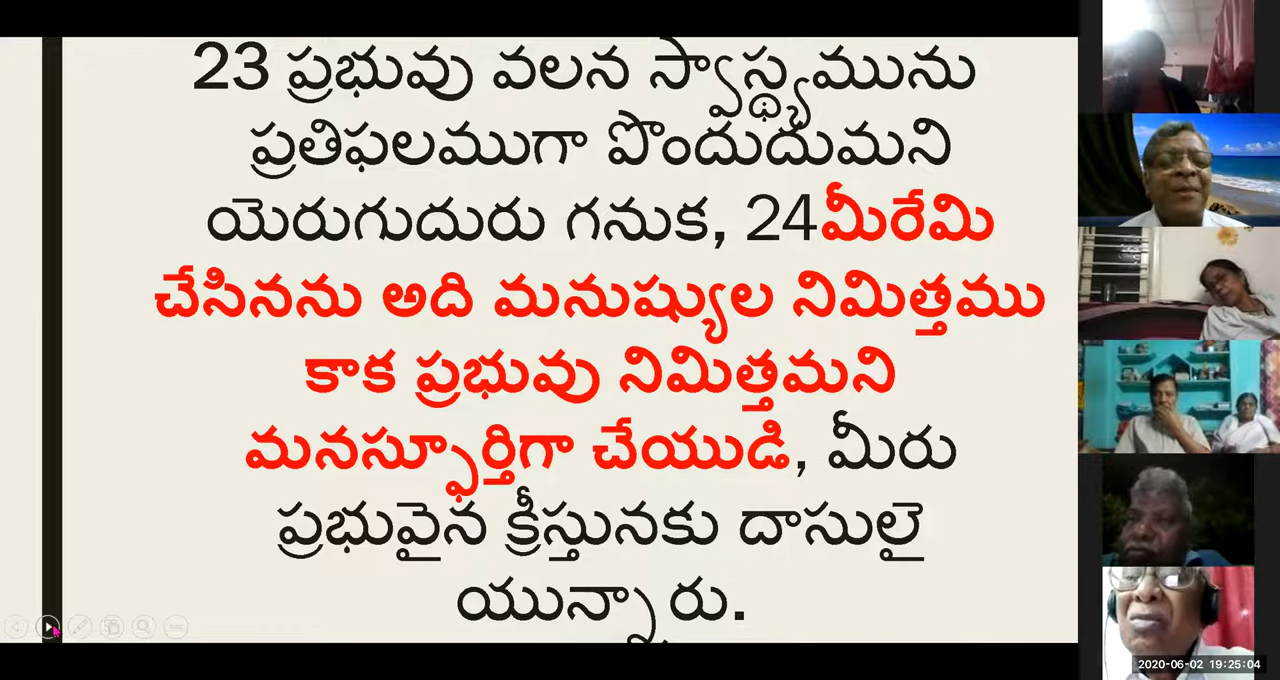 23 ప్రభువు వలన స్వాస్థ్యమును
ప్రతిఫలముగా పొందుదుమని
యెరుగుదురు గనుక, 24మీరేమి
చేసినను అది మనుష్యుల నిమిత్తము
కాక ప్రభువు నిమిత్తమని
మనస్ఫూర్తిగా చేయుడి, మీరు
ప్రభువైన క్రీస్తునకు దాసులై
యున్నారు.
2020-06-02 19:25:04